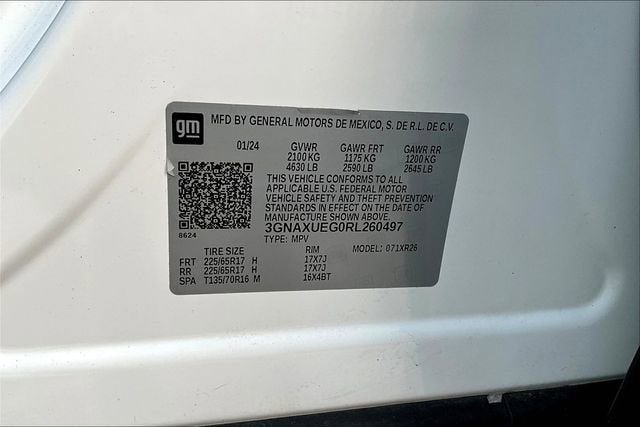 gm MFD BY GENERAL MOTORS DE MEXICO, S. DE R.L. DE C.V.
01/24 GVWR GAWR FRT GAWR RR
2100 KG 1175 KG 1200 KG
4630 LB 2590 LB 2645 LB
THIS VEHICLE CONFORMS TO ALL
APPLICABLE U.S. FEDERAL MOTOR
VEHICLE SAFETY AND THEFT PREVENTION
STANDARDS IN EFFECT ON THE DATE OF
MANUFACTURE SHOWN ABOVE.
3GNAXUEG0RL260497
8624 TYPE: MPV
TIRE SIZE RIM MODEL: 071XR26
FRT 225/65R17 H 17X7J
RR 225/65R17 H 17X7J
SPA T135/70R16 M 16X4BT